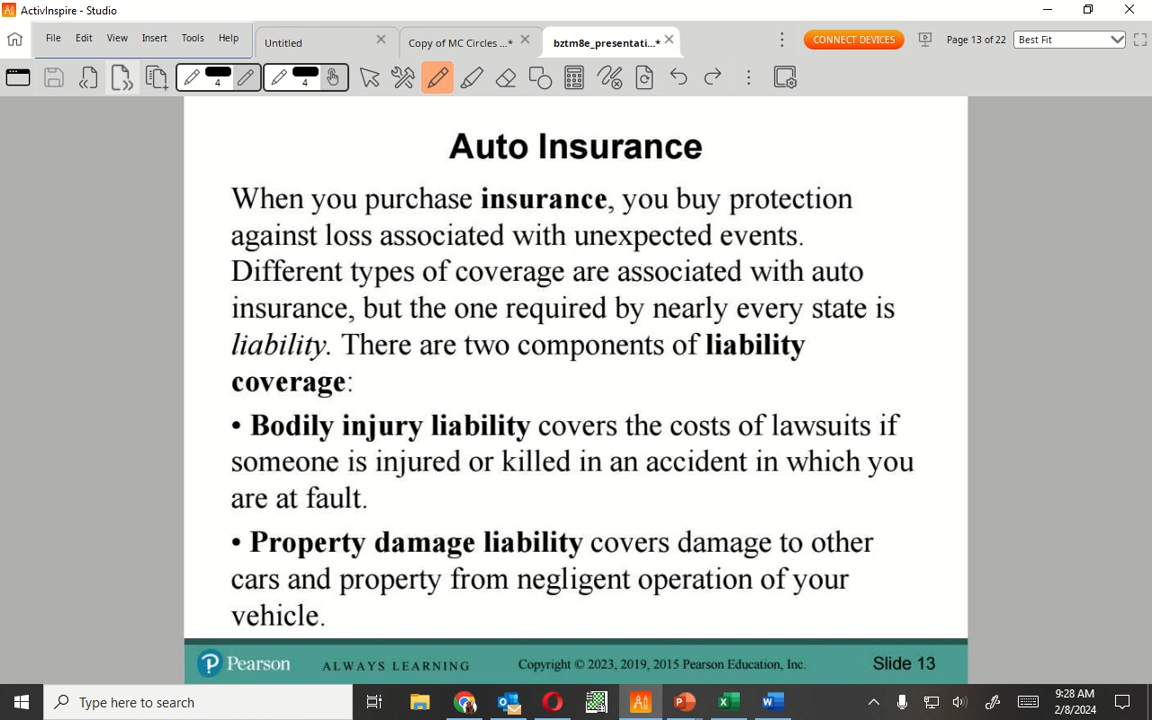 ActivInspire - Studio
File Edit View Insert Tools Help
Untitled
Copy of MC Circles ...*
bztm8e_presentati...*
CONNECT DEVICES
Page 13 of 22
Best Fit
4
4
Auto Insurance
When you purchase insurance, you buy protection
against loss associated with unexpected events.
Different types of coverage are associated with auto
insurance, but the one required by nearly every state is
liability. There are two components of liability
coverage:
• Bodily injury liability covers the costs of lawsuits if
someone is injured or killed in an accident in which you
are at fault.
• Property damage liability covers damage to other
cars and property from negligent operation of your
vehicle.
Pearson ALWAYS LEARNING Copyright © 2023, 2019, 2015 Pearson Education, Inc. Slide 13
Type here to search
9:28 AM
2/8/2024